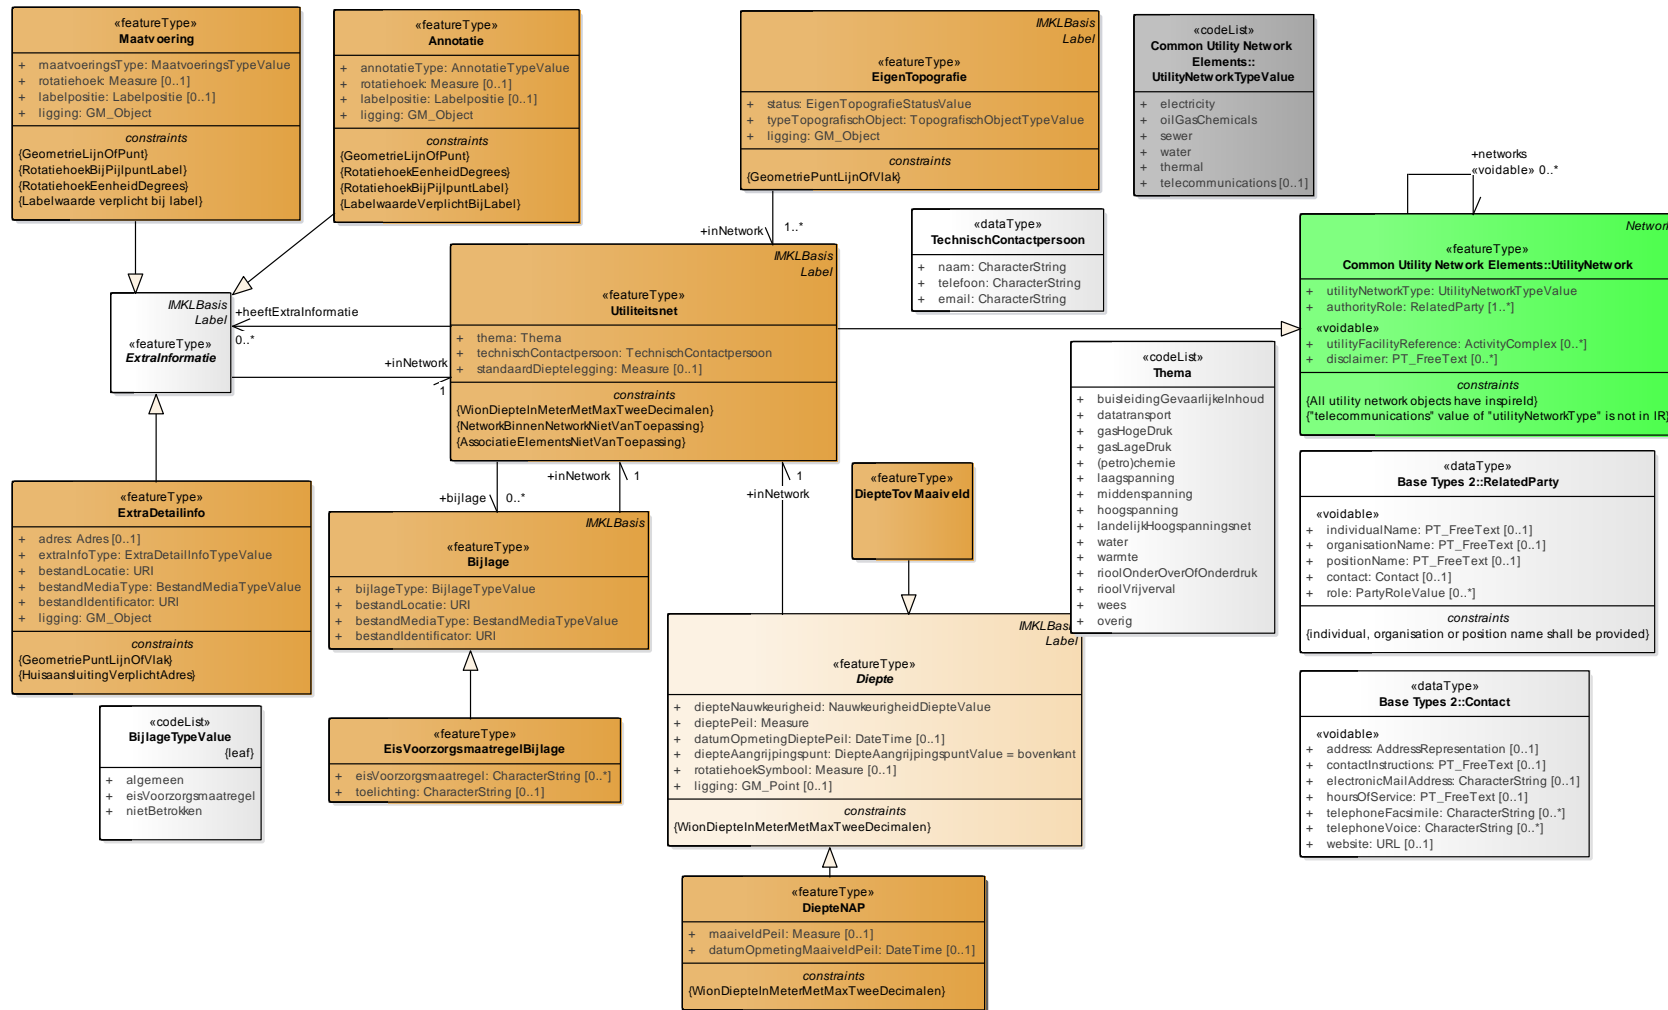 «featureType»
Maatvoering
+ maatvoeringsType: MaatvoeringsTypeValue
+ rotatiehoek: Measure [0..1]
+ labelpositie: Labelpositie [0..1]
+ ligging: GM_Object
constraints
{GeometrieLijnOfPunt}
{RotatiehoekBijPijlpuntLabel}
{RotatiehoekEenheidDegrees}
{Labelwaarde verplicht bij label}
«featureType»
Annotatie
+ annotatieType: AnnotatieTypeValue
+ rotatiehoek: Measure [0..1]
+ labelpositie: Labelpositie [0..1]
+ ligging: GM_Object
constraints
{GeometrieLijnOfPunt}
{RotatiehoekEenheidDegrees}
{RotatiehoekBijPijlpuntLabel}
{LabelwaardeVerplichtBijLabel}
IMKLBasis
Label
«featureType»
EigenTopografie
+ status: EigenTopografieStatusValue
+ typeTopografischObject: TopografischObjectTypeValue
+ ligging: GM_Object
constraints
{GeometriePuntLijnOfVlak}
«codeList»
Common Utility Network
Elements::
UtilityNetworkTypeValue
+ electricity
+ oilGasChemicals
+ sewer
+ water
+ thermal
+ telecommunications [0..1]
+networks
«voidable» 0..*
+inNetwork
1..*
«dataType»
TechnischContactpersoon
+ naam: CharacterString
+ telefoon: CharacterString
+ email: CharacterString
Network
«featureType»
Common Utility Network Elements::UtilityNetwork
+ utilityNetworkType: UtilityNetworkTypeValue
+ authorityRole: RelatedParty [1..*]
«voidable»
+ utilityFacilityReference: ActivityComplex [0..*]
+ disclaimer: PT_FreeText [0..*]
constraints
{All utility network objects have inspireId}
{"telecommunications" value of "utilityNetworkType" is not in IR}
IMKLBasis
Label
«featureType»
ExtraInformatie
+heeftExtraInformatie
0..*
+inNetwork
1
IMKLBasis
Label
«featureType»
Utiliteitsnet
+ thema: Thema
+ technischContactpersoon: TechnischContactpersoon
+ standaardDieptelegging: Measure [0..1]
constraints
{WionDiepteInMeterMetMaxTweeDecimalen}
{NetworkBinnenNetworkNietVanToepassing}
{AssociatieElementsNietVanToepassing}
«codeList»
Thema
+ buisleidingGevaarlijkeInhoud
+ datatransport
+ gasHogeDruk
+ gasLageDruk
+ (petro)chemie
+ laagspanning
+ middenspanning
+ hoogspanning
+ landelijkHoogspanningsnet
+ water
+ warmte
+ rioolOnderOverOfOnderdruk
+ rioolVrijverval
+ wees
+ overig
+bijlage
0..*
+inNetwork
1
+inNetwork
1
«featureType»
DiepteTovMaaiveld
«featureType»
ExtraDetailinfo
+ adres: Adres [0..1]
+ extraInfoType: ExtraDetailInfoTypeValue
+ bestandLocatie: URI
+ bestandMediaType: BestandMediaTypeValue
+ bestandIdentificator: URI
+ ligging: GM_Object
constraints
{GeometriePuntLijnOfVlak}
{HuisaansluitingVerplichtAdres}
IMKLBasis
«featureType»
Bijlage
+ bijlageType: BijlageTypeValue
+ bestandLocatie: URI
+ bestandMediaType: BestandMediaTypeValue
+ bestandIdentificator: URI
«dataType»
Base Types 2::RelatedParty
«voidable»
+ individualName: PT_FreeText [0..1]
+ organisationName: PT_FreeText [0..1]
+ positionName: PT_FreeText [0..1]
+ contact: Contact [0..1]
+ role: PartyRoleValue [0..*]
constraints
{individual, organisation or position name shall be provided}
IMKLBasis
Label
«featureType»
Diepte
+ diepteNauwkeurigheid: NauwkeurigheidDiepteValue
+ dieptePeil: Measure
+ datumOpmetingDieptePeil: DateTime [0..1]
+ diepteAangrijpingspunt: DiepteAangrijpingspuntValue = bovenkant
+ rotatiehoekSymbool: Measure [0..1]
+ ligging: GM_Point [0..1]
constraints
{WionDiepteInMeterMetMaxTweeDecimalen}
«codeList»
BijlageTypeValue
{leaf}
+ algemeen
+ eisVoorzorgsmaatregel
+ nietBetrokken
«featureType»
EisVoorzorgsmaatregelBijlage
+ eisVoorzorgsmaatregel: CharacterString [0..*]
+ toelichting: CharacterString [0..1]
«dataType»
Base Types 2::Contact
«voidable»
+ address: AddressRepresentation [0..1]
+ contactInstructions: PT_FreeText [0..1]
+ electronicMailAddress: CharacterString [0..1]
+ hoursOfService: PT_FreeText [0..1]
+ telephoneFacsimile: CharacterString [0..*]
+ telephoneVoice: CharacterString [0..*]
+ website: URL [0..1]
«featureType»
DiepteNAP
+ maaiveldPeil: Measure [0..1]
+ datumOpmetingMaaiveldPeil: DateTime [0..1]
constraints
{WionDiepteInMeterMetMaxTweeDecimalen}